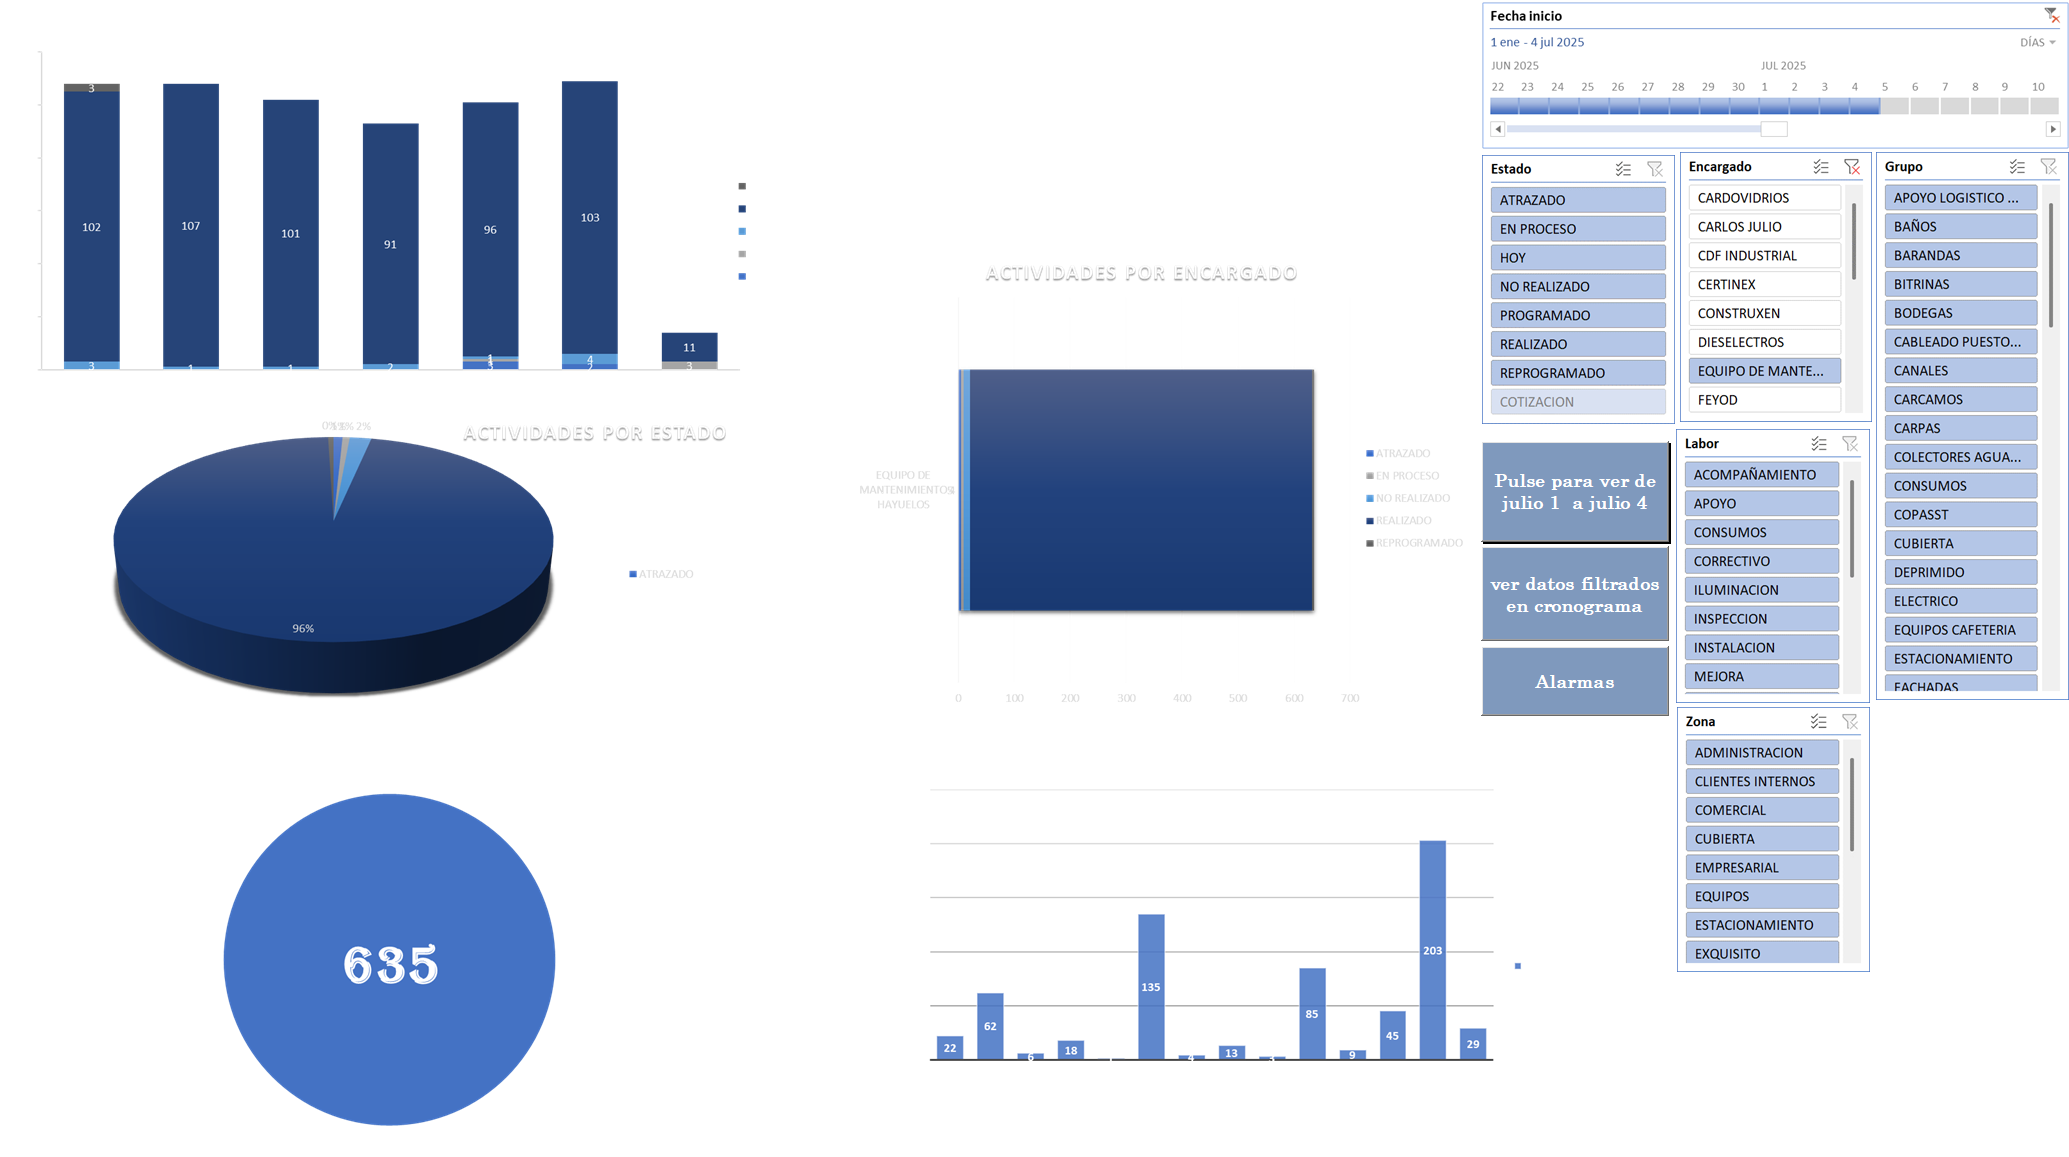 3
102
3
107
1
101
1
91
2
96
1
3
103
4
2
11
3
ACTIVIDADES POR ESTADO
0%
2%
96%
ATRAZADO
635
ACTIVIDADES POR ENCARGADO
EQUIPO DE
MANTENIMIENTO
HAYUELOS
ATRAZADO
EN PROCESO
NO REALIZADO
REALIZADO
REPROGRAMADO
0 100 200 300 400 500 600 700
22
62
6
18
1
135
4
13
3
85
9
45
203
29
Fecha inicio
1 ene - 4 jul 2025
DÍAS
JUN 2025 JUL 2025
22 23 24 25 26 27 28 29 30 1 2 3 4 5 6 7 8 9 10
Estado
ATRAZADO
EN PROCESO
HOY
NO REALIZADO
PROGRAMADO
REALIZADO
REPROGRAMADO
COTIZACION
Encargado
CARDOVIDRIOS
CARLOS JULIO
CDF INDUSTRIAL
CERTINEX
CONSTRUXEN
DIESELECTROS
EQUIPO DE MANTE...
FEYOD
Grupo
APOYO LOGISTICO ...
BAÑOS
BARANDAS
BITRINAS
BODEGAS
CABLEADO PUESTO...
CANALES
CARCAMOS
CARPAS
COLECTORES AGUA...
CONSUMOS
COPASST
CUBIERTA
DEPRIMIDO
ELECTRICO
EQUIPOS CAFETERIA
ESTACIONAMIENTO
FACHADAS
Pulse para ver de
julio 1 a julio 4
ver datos filtrados
en cronograma
Alarmas
Labor
ACOMPAÑAMIENTO
APOYO
CONSUMOS
CORRECTIVO
ILUMINACION
INSPECCION
INSTALACION
MEJORA
Zona
ADMINISTRACION
CLIENTES INTERNOS
COMERCIAL
CUBIERTA
EMPRESARIAL
EQUIPOS
ESTACIONAMIENTO
EXQUISITO